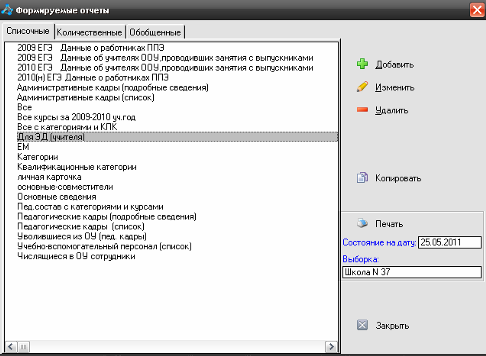 Формируемые отчеты
Списочные
Количественные
Обобщенные
2009 ЕГЭ Данные о работниках ППЭ
2009 ЕГЭ Данные об учителях ООУ,проводивших занятия с выпускниками
2010 ЕГЭ Данные об учителях ООУ,проводивших занятия с выпускниками
2010(н) ЕГЭ Данные о работниках ППЭ
Административные кадры (подробные сведения)
Административные кадры (список)
Все
Все курсы за 2009-2010 уч.год
Все с категориями и КПК
Для ЭД (учителя)
ЕМ
Категории
Квалификационные категории
личная карточка
основные-совместители
Основные сведения
Пед.состав с категориями и курсами
Педагогические кадры (подробные сведения)
Педагогические кадры (список)
Уволившиеся из ОУ (пед. кадры)
Учебно-вспомогательный персонал (список)
Числящиеся в ОУ сотрудники
Добавить
Изменить
Удалить
Копировать
Печать
Состояние на дату: 25.05.2011
Выборка:
Школа N 37
Закрыть